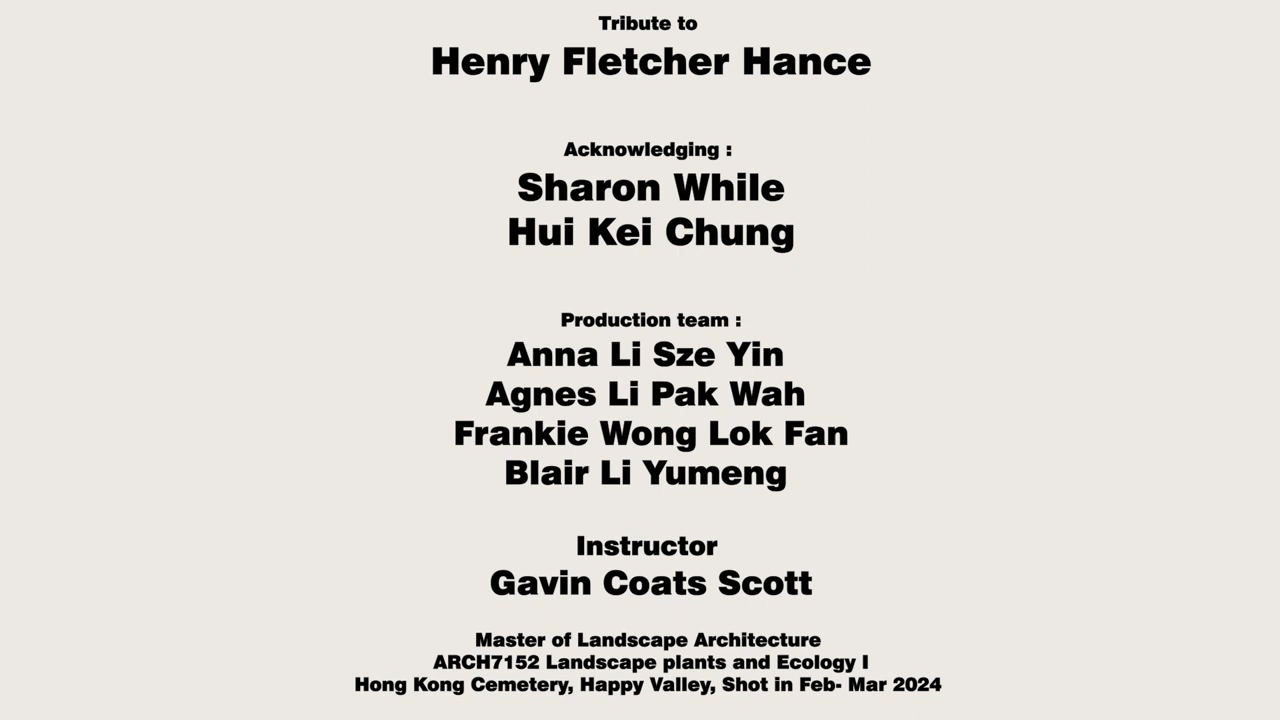 Tribute to
Henry Fletcher Hance
Acknowledging :
Sharon While
Hui Kei Chung
Production team :
Anna Li Sze Yin
Agnes Li Pak Wah
Frankie Wong Lok Fan
Blair Li Yumeng
Instructor
Gavin Coats Scott
Master of Landscape Architecture
ARCH7152 Landscape plants and Ecology I
Hong Kong Cemetery, Happy Valley, Shot in Feb- Mar 2024